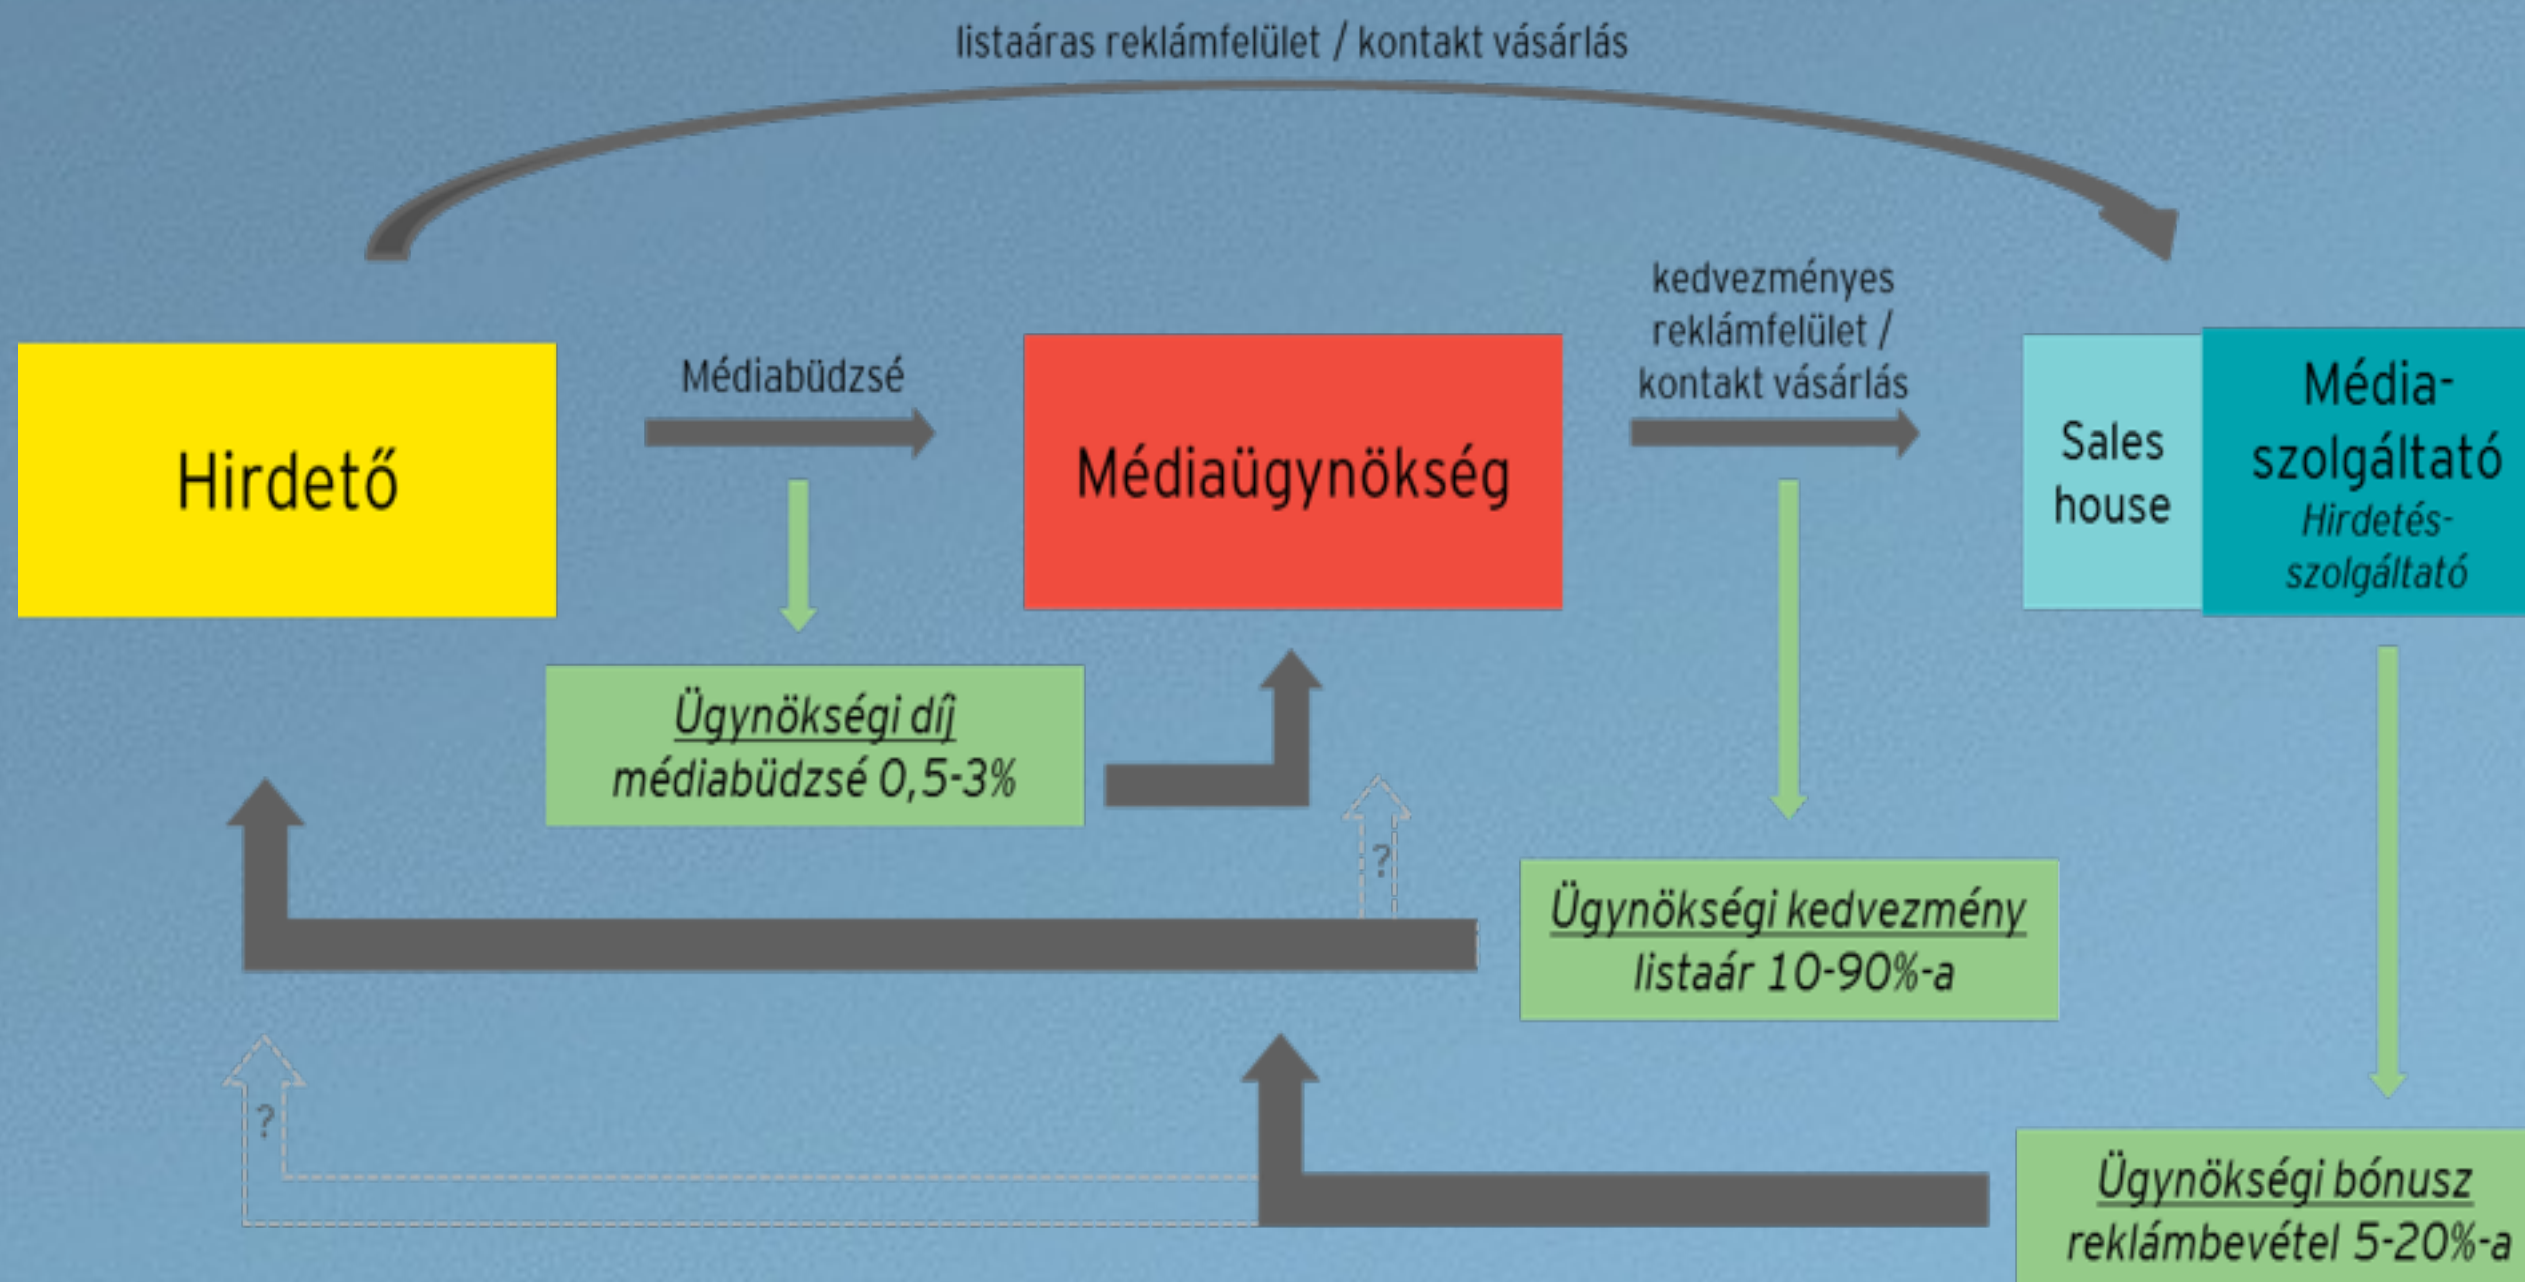 listaáras reklámfelület / kontakt vásárlás
kedvezményes
reklámfelület /
kontakt vásárlás
Médiabüdzsé
Hirdető
Médiaügynökség
Sales
house
Média-
szolgáltató
Hirdetés-
szolgáltató
Ügynökségi díj
médiabüdzsé 0,5-3%
?
Ügynökségi kedvezmény
listaár 10-90%-a
?
Ügynökségi bónusz
reklámbevétel 5-20%-a